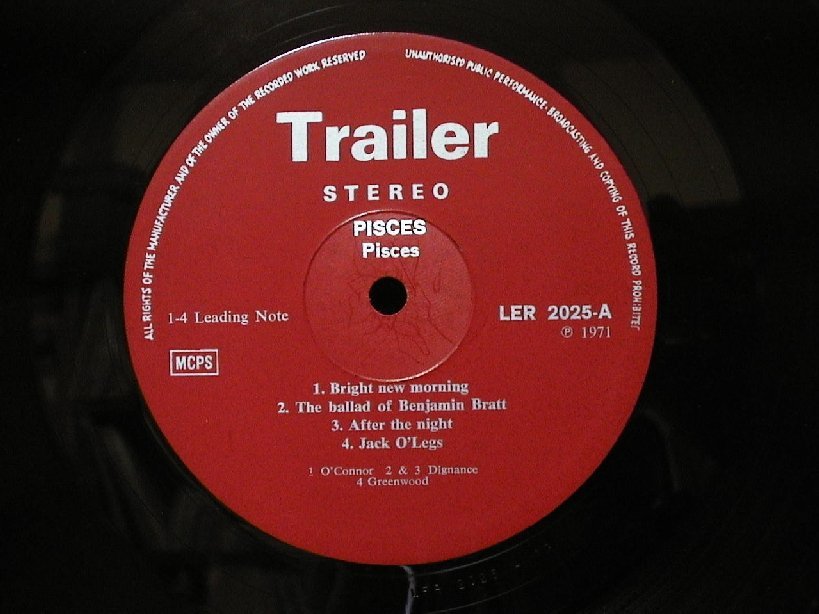 ALL RIGHTS OF THE MANUFACTURER AND OF THE OWNER OF THE RECORDED WORK RESERVED
UNAUTHORISED PUBLIC PERFORMANCE, BROADCASTING AND COPYING OF THIS RECORD PROHIBITED
Trailer
STEREO
PISCES
Pisces
1-4 Leading Note
LER 2025-A
℗ 1971
MCPS
1. Bright new morning
2. The ballad of Benjamin Bratt
3. After the night
4. Jack O'Legs
1 O'Connor 2 & 3 Dignance
4 Greenwood